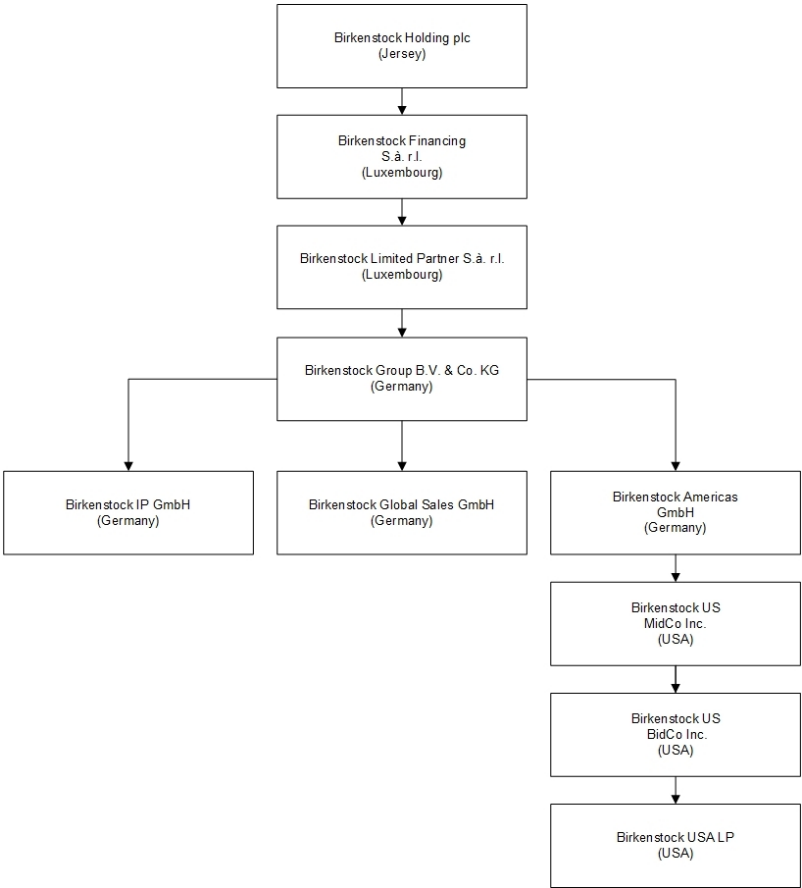 Birkenstock Holding plc
(Jersey)
Birkenstock Financing
S.à. r.l.
(Luxembourg)
Birkenstock Limited Partner S.à. r.l.
(Luxembourg)
Birkenstock Group B.V. & Co. KG
(Germany)
Birkenstock IP GmbH
(Germany)
Birkenstock Global Sales GmbH
(Germany)
Birkenstock Americas
GmbH
(Germany)
Birkenstock US
MidCo Inc.
(USA)
Birkenstock US
BidCo Inc.
(USA)
Birkenstock USA LP
(USA)